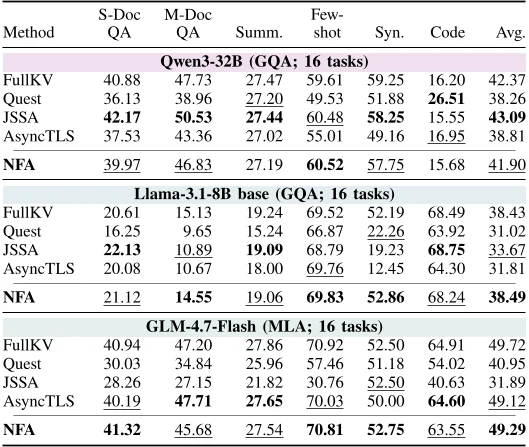 S-Doc M-Doc Few-
Method QA QA Summ. shot Syn. Code Avg.
Qwen3-32B (GQA; 16 tasks)
FullKV 40.88 47.73 27.47 59.61 59.25 16.20 42.37
Quest 36.13 38.96 27.20 49.53 51.88 26.51 38.26
JSSA 42.17 50.53 27.44 60.48 58.25 15.55 43.09
AsyncTLS 37.53 43.36 27.02 55.01 49.16 16.95 38.81
NFA 39.97 46.83 27.19 60.52 57.75 15.68 41.90
Llama-3.1-8B base (GQA; 16 tasks)
FullKV 20.61 15.13 19.24 69.52 52.19 68.49 38.43
Quest 16.25 9.65 15.24 66.87 22.26 63.92 31.02
JSSA 22.13 10.89 19.09 68.79 19.23 68.75 33.67
AsyncTLS 20.08 10.67 18.00 69.76 12.45 64.30 31.81
NFA 21.12 14.55 19.06 69.83 52.86 68.24 38.49
GLM-4.7-Flash (MLA; 16 tasks)
FullKV 40.94 47.20 27.86 70.92 52.50 64.91 49.72
Quest 30.03 34.84 25.96 57.46 51.18 54.02 40.95
JSSA 28.26 27.15 21.82 30.76 52.50 40.63 31.89
AsyncTLS 40.19 47.71 27.65 70.03 50.00 64.60 49.12
NFA 41.32 45.68 27.54 70.81 52.75 63.55 49.29